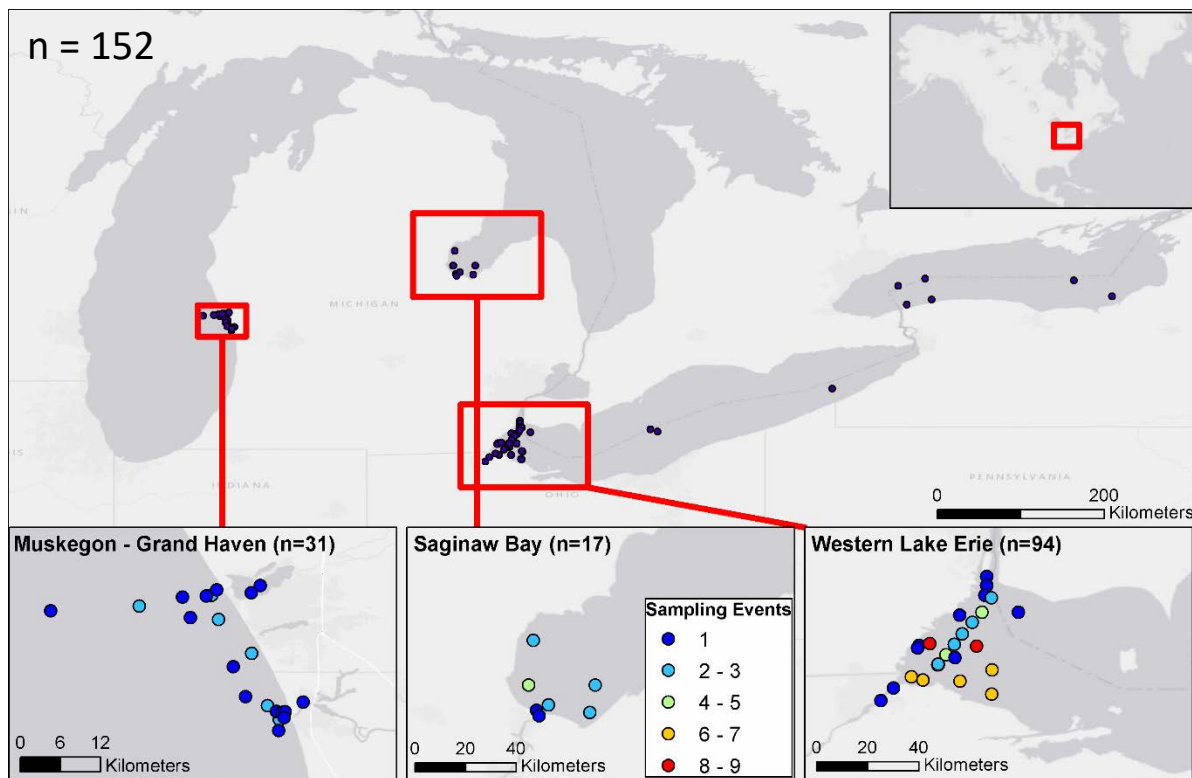 n = 152
MICHIGAN
INDIANA
OHIO
PENNSYLVANIA
0 200
Kilometers
Muskegon - Grand Haven (n=31)
0 6 12
Kilometers
Saginaw Bay (n=17)
0 20 40
Kilometers
Sampling Events
1
2 - 3
4 - 5
6 - 7
8 - 9
Western Lake Erie (n=94)
0 20 40
Kilometers